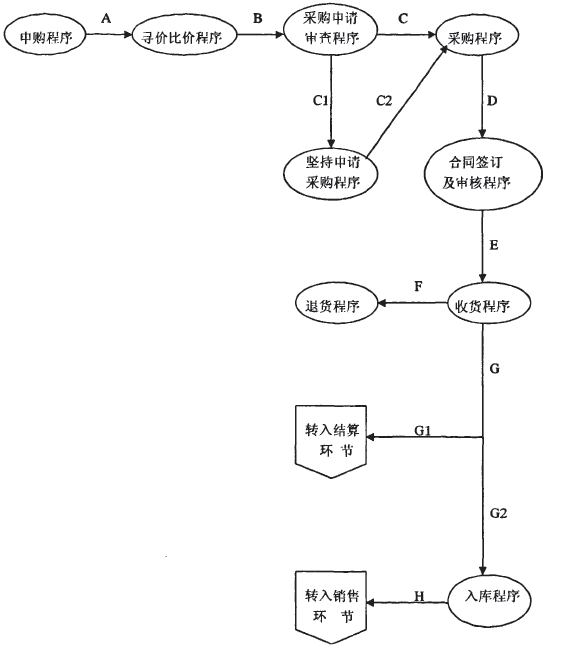 A
B
采购申请
C
申购程序
寻价比价程序
审查程序
采购程序
C1
C2
D
坚持申请
采购程序
合同签订
及审核程序
E
F
退货程序
收货程序
G
转入结算
G1
环 节
G2
转入销售
H
入库程序
环 节